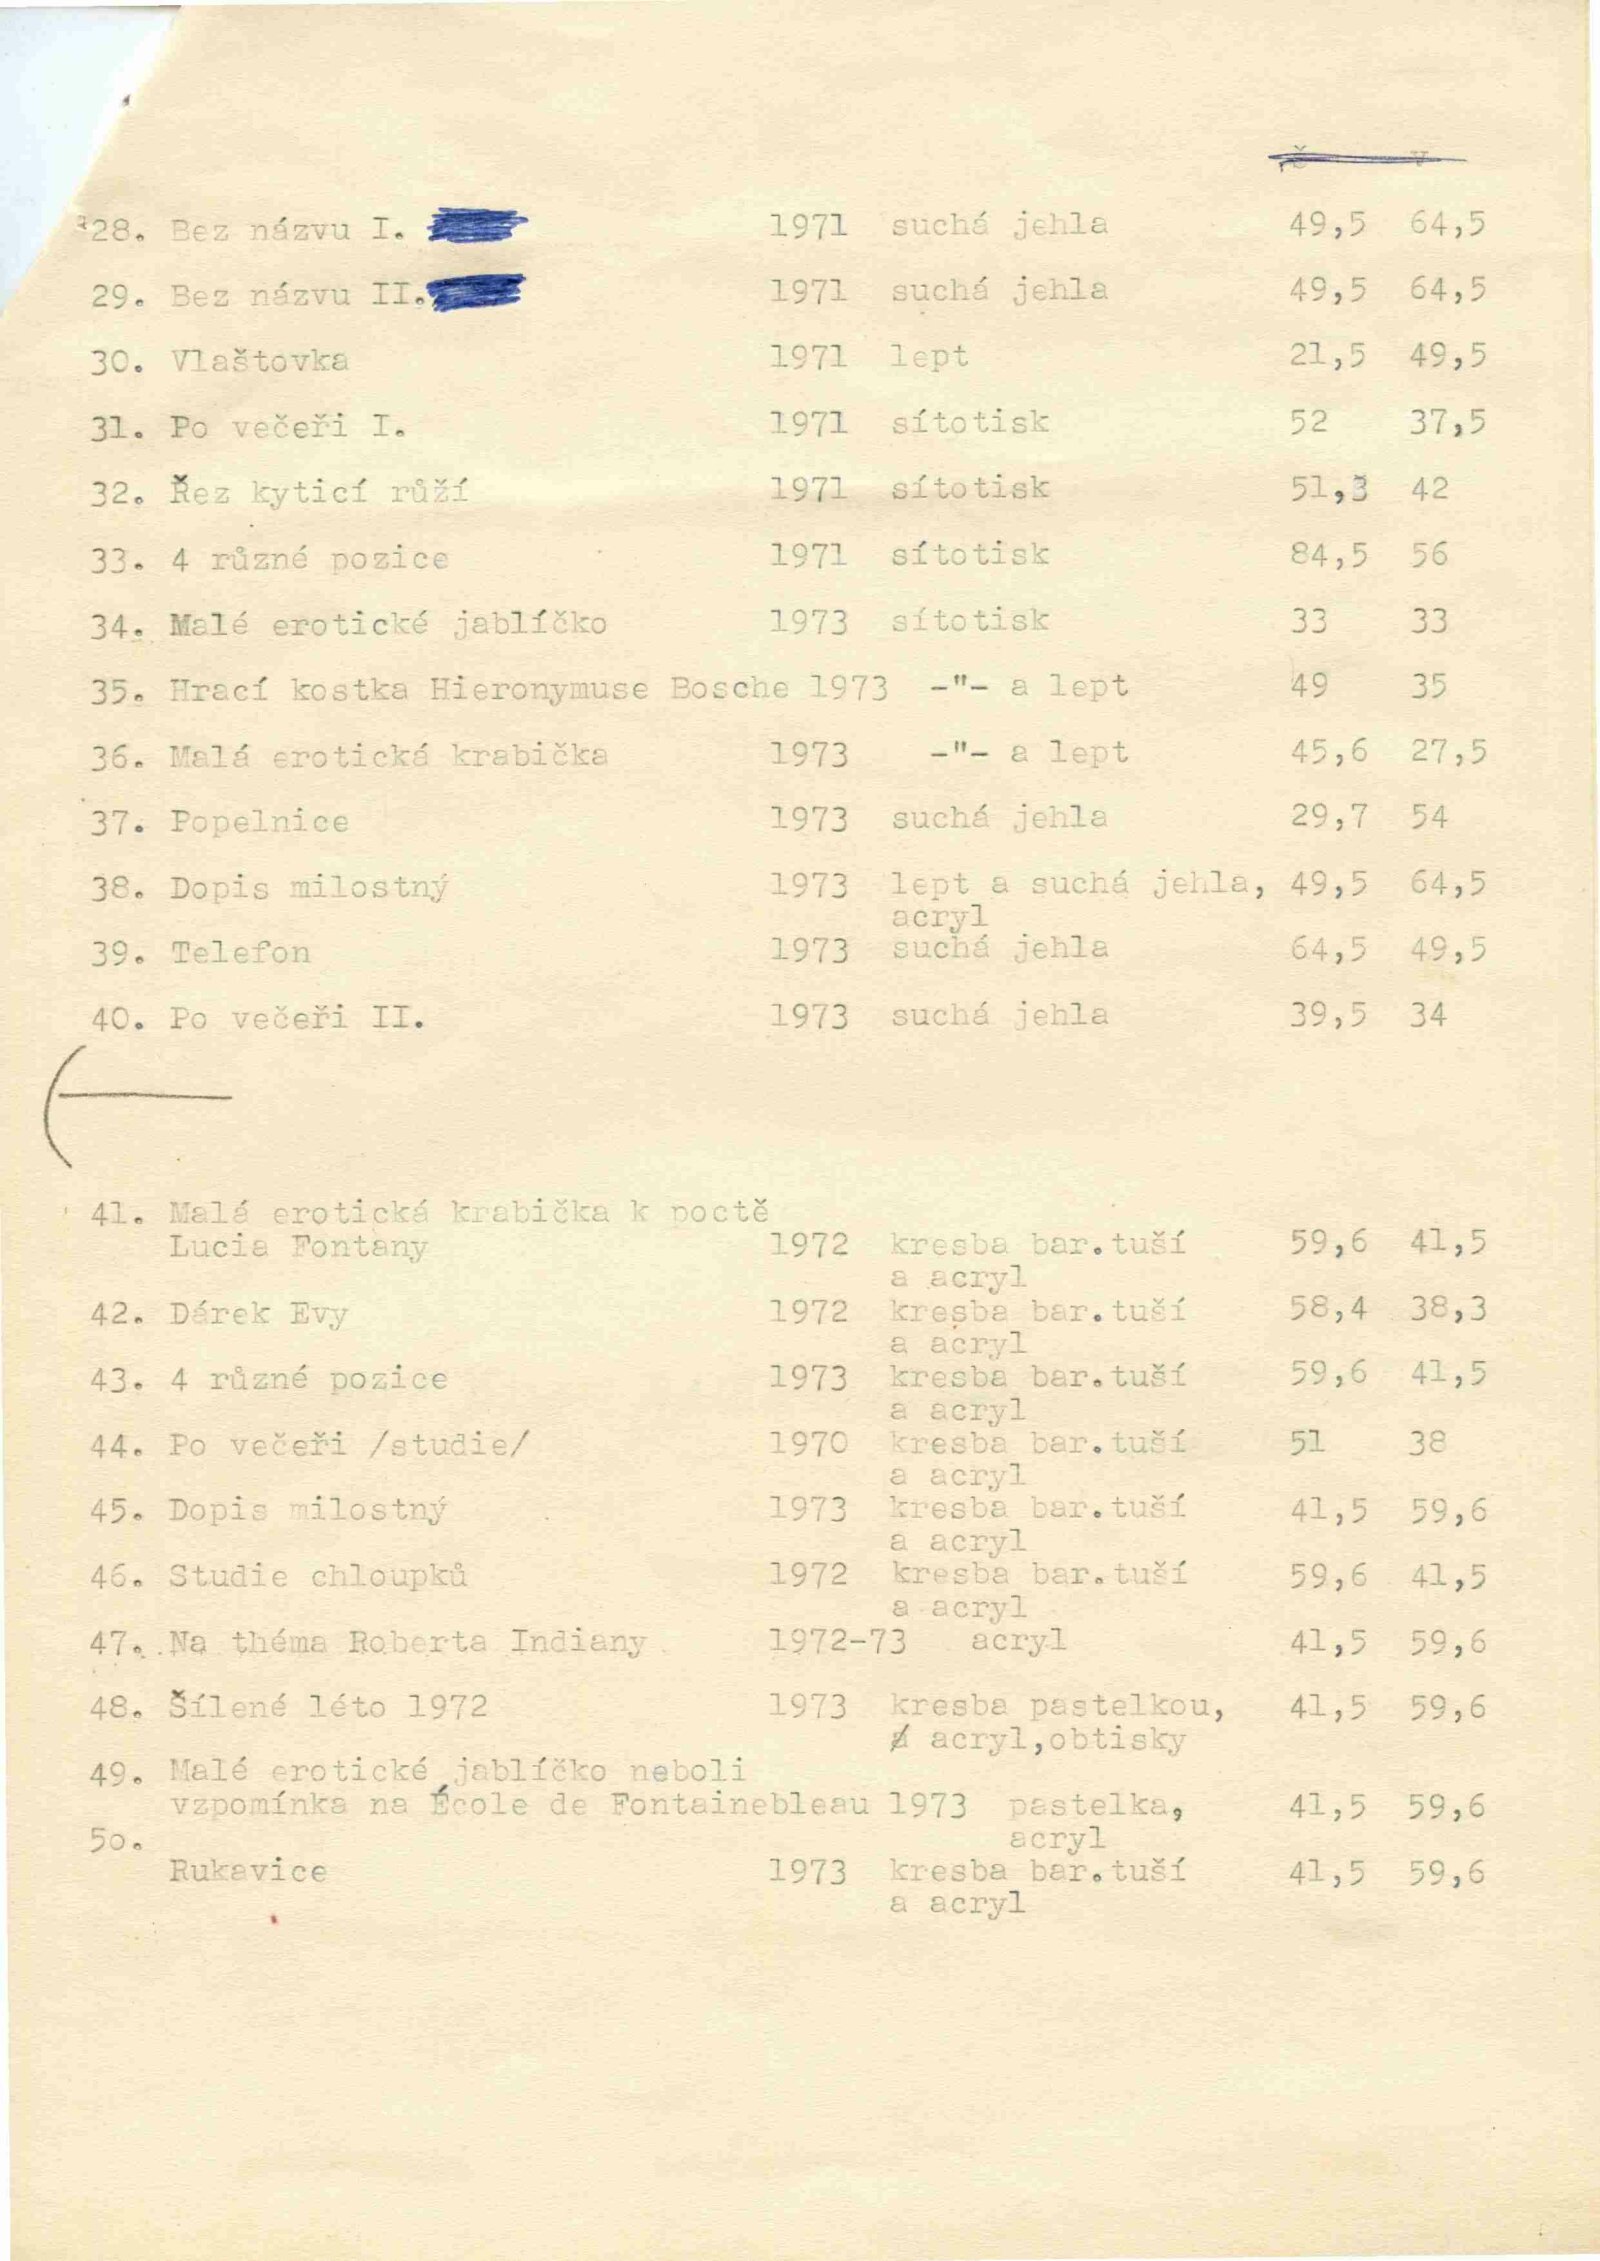 š v
28. Bez názvu I. 1971 suchá jehla 49,5 64,5
29. Bez názvu II. 1971 suchá jehla 49,5 64,5
30. Vlaštovka 1971 lept 21,5 49,5
31. Po večeři I. 1971 sítotisk 52 37,5
32. Řez kyticí růží 1971 sítotisk 51,3 42
33. 4 různé pozice 1971 sítotisk 84,5 56
34. Malé erotické jablíčko 1973 sítotisk 33 33
35. Hrací kostka Hieronymuse Bosche 1973 -"- a lept 49 35
36. Malá erotická krabička 1973 -"- a lept 45,6 27,5
37. Popelnice 1973 suchá jehla 29,7 54
38. Dopis milostný 1973 lept a suchá jehla, 49,5 64,5
acryl
39. Telefon 1973 suchá jehla 64,5 49,5
40. Po večeři II. 1973 suchá jehla 39,5 34
41. Malá erotická krabička k poctě
Lucia Fontany 1972 kresba bar.tuší 59,6 41,5
a acryl
42. Dárek Evy 1972 kresba bar.tuší 58,4 38,3
a acryl
43. 4 různé pozice 1973 kresba bar.tuší 59,6 41,5
a acryl
44. Po večeři /studie/ 1970 kresba bar.tuší 51 38
a acryl
45. Dopis milostný 1973 kresba bar.tuší 41,5 59,6
a acryl
46. Studie chloupků 1972 kresba bar.tuší 59,6 41,5
a acryl
47. Na théma Roberta Indiany 1972-73 acryl 41,5 59,6
48. Šílené léto 1972 1973 kresba pastelkou, 41,5 59,6
acryl,obtisky
49. Malé erotické jablíčko neboli
vzpomínka na École de Fontainebleau 1973 pastelka, 41,5 59,6
50. acryl
Rukavice 1973 kresba bar.tuší 41,5 59,6
a acryl